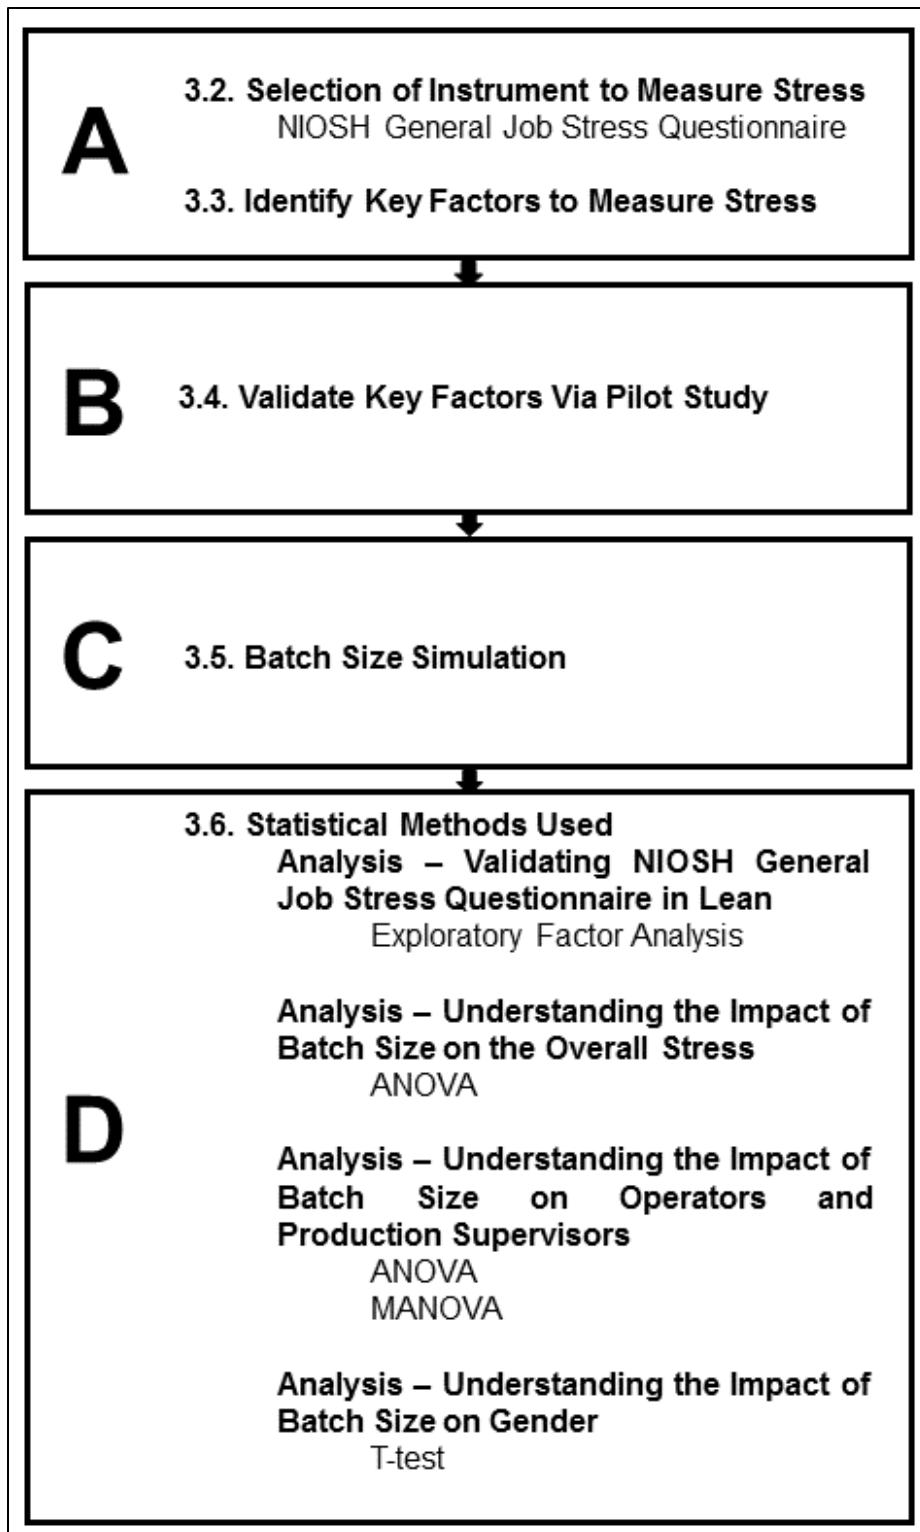 A
3.2. Selection of Instrument to Measure Stress
NIOSH General Job Stress Questionnaire
3.3. Identify Key Factors to Measure Stress
B
3.4. Validate Key Factors Via Pilot Study
C
3.5. Batch Size Simulation
D
3.6. Statistical Methods Used
Analysis – Validating NIOSH General
Job Stress Questionnaire in Lean
Exploratory Factor Analysis
Analysis – Understanding the Impact of
Batch Size on the Overall Stress
ANOVA
Analysis – Understanding the Impact of
Batch Size on Operators and
Production Supervisors
ANOVA
MANOVA
Analysis – Understanding the Impact of
Batch Size on Gender
T-test